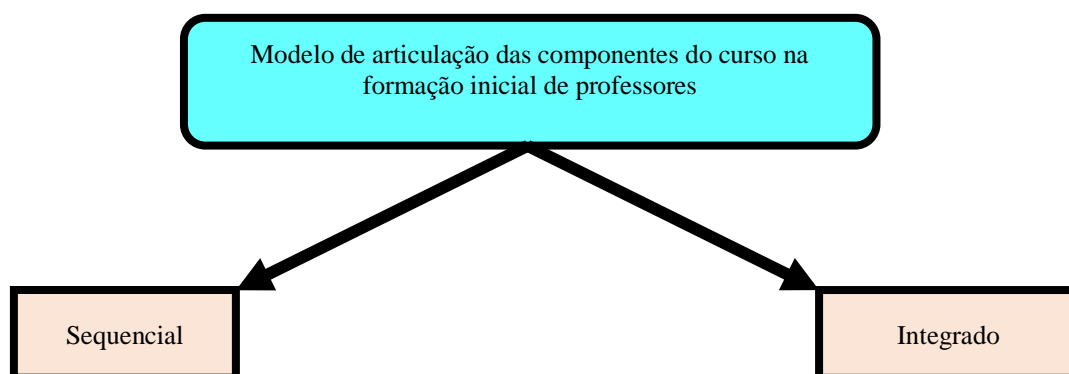 Modelo de articulação das componentes do curso na
formação inicial de professores
Sequencial
Integrado